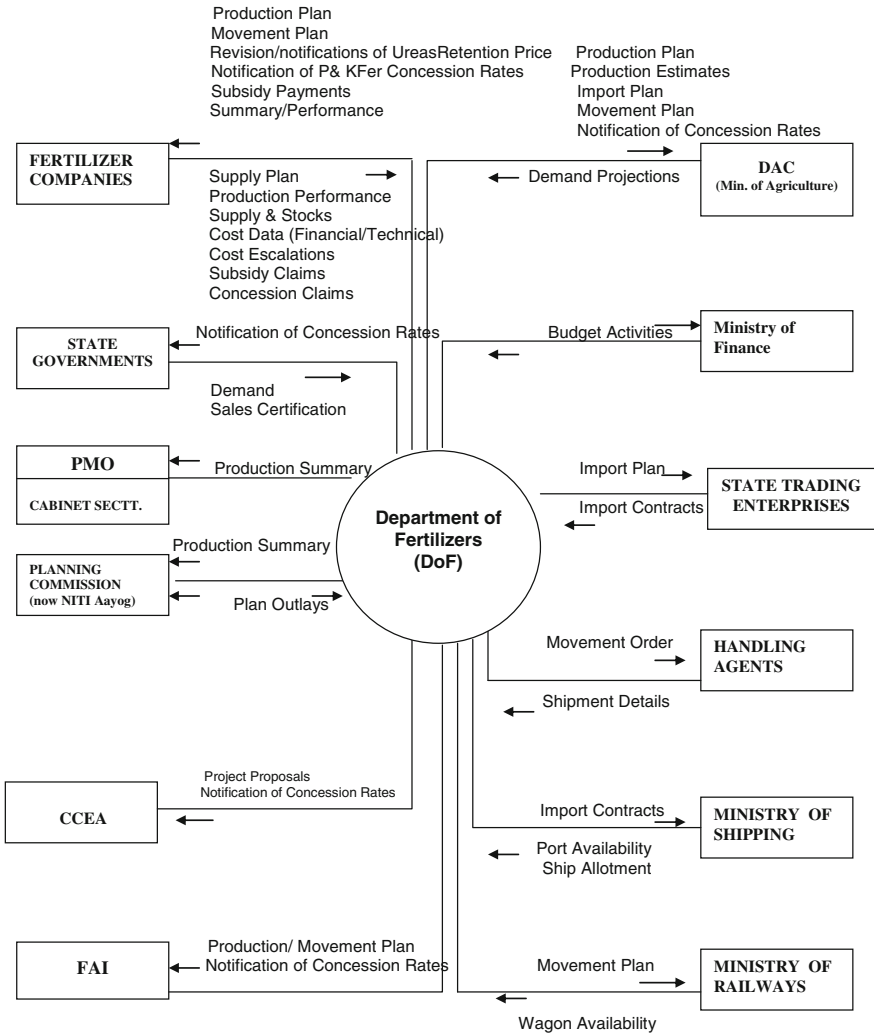 Production Plan
Movement Plan
Revision/notifications of UreasRetention Price
Notification of P& KFer Concession Rates
Subsidy Payments
Summary/Performance
Production Plan
Production Estimates
Import Plan
Movement Plan
Notification of Concession Rates
FERTILIZER
COMPANIES
Supply Plan
Production Performance
Supply & Stocks
Cost Data (Financial/Technical)
Cost Escalations
Subsidy Claims
Concession Claims
Demand Projections
DAC
(Min. of Agriculture)
STATE
GOVERNMENTS
Notification of Concession Rates
Demand
Sales Certification
Budget Activities
Ministry of
Finance
PMO
CABINET SECTT.
Production Summary
Department of
Fertilizers
(DoF)
Import Plan
Import Contracts
STATE TRADING
ENTERPRISES
PLANNING
COMMISSION
(now NITI Aayog)
Production Summary
Plan Outlays
Movement Order
Shipment Details
HANDLING
AGENTS
CCEA
Project Proposals
Notification of Concession Rates
Import Contracts
Port Availability
Ship Allotment
MINISTRY OF
SHIPPING
FAI
Production/ Movement Plan
Notification of Concession Rates
Movement Plan
Wagon Availability
MINISTRY OF
RAILWAYS